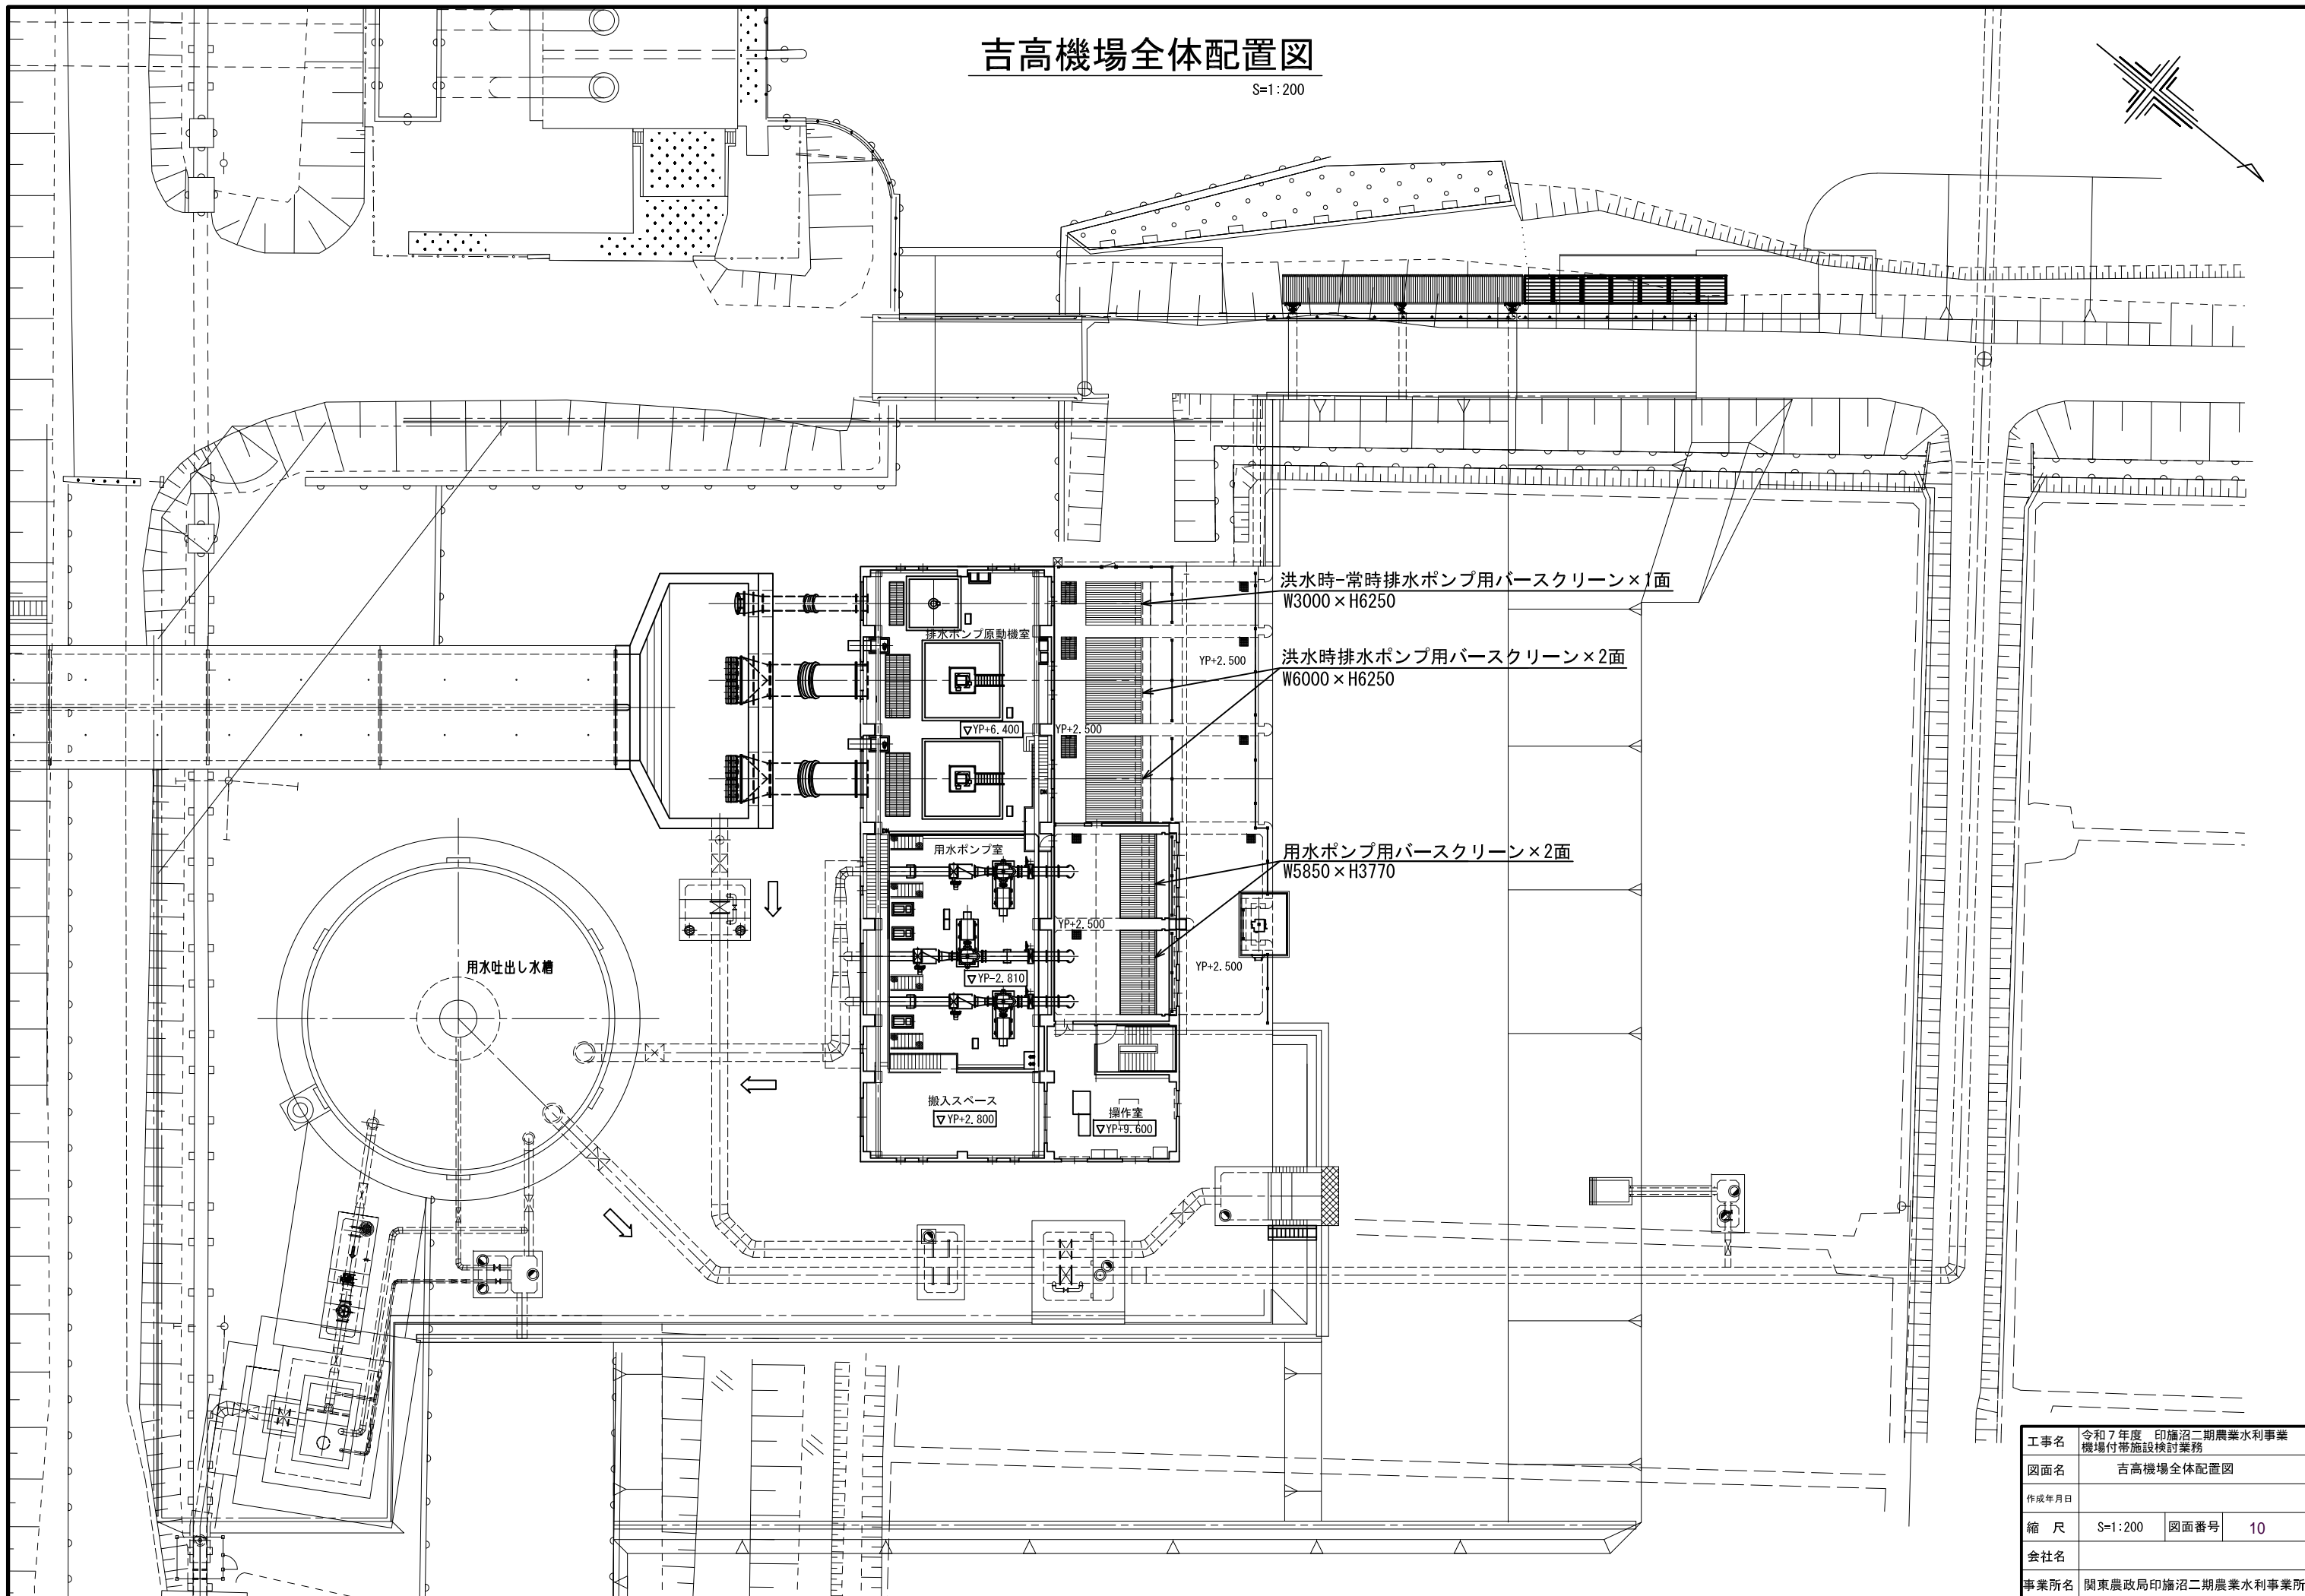 吉高機場全体配置図
S=1:200
洪水時-常時排水ポンプ用バースクリーン×1面
W3000×H6250
排水ポンプ原動機室
YP+2.500
洪水時排水ポンプ用バースクリーン×2面
W6000×H6250
▽YP+6.400
YP+2.500
用水ポンプ室
用水ポンプ用バースクリーン×2面
W5850×H3770
YP+2.500
用水吐出し水槽
YP+2.500
▽YP-2.810
搬入スペース
▽YP+2.800
操作室
▽YP+9.600
工事名 令和7年度 印旛沼二期農業水利事業
機場付帯施設検討業務
図面名 吉高機場全体配置図
作成年月日
縮 尺 S=1:200 図面番号 10
会社名
事業所名 関東農政局印旛沼二期農業水利事業所